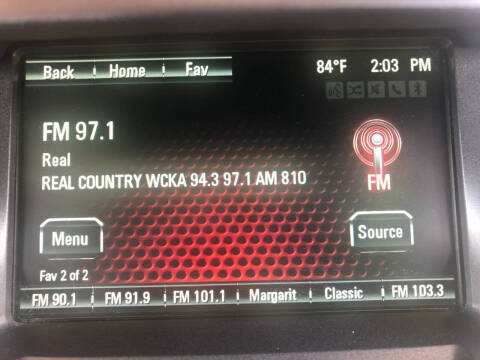 Back Home Fav 84°F 2:03 PM
FM 97.1
Real
REAL COUNTRY WCKA 94.3 97.1 AM 810
FM
Menu
Source
Fav 2 of 2
FM 90.1 FM 91.9 FM 101.1 Margarit Classic FM 103.3